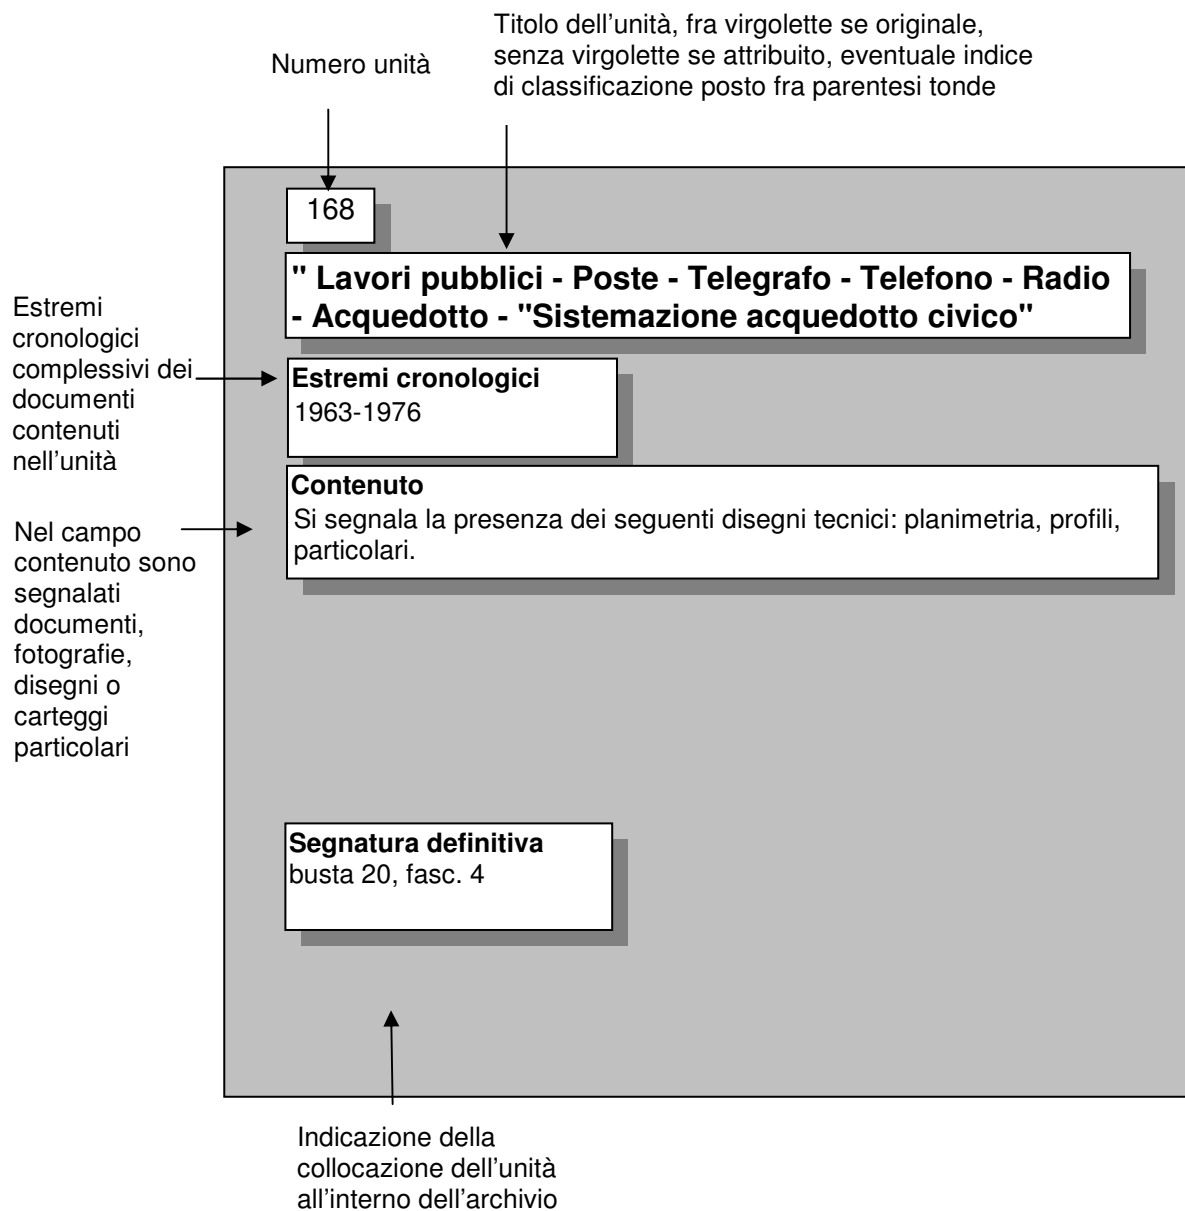 Titolo dell’unità, fra virgolette se originale,
senza virgolette se attribuito, eventuale indice
di classificazione posto fra parentesi tonde
Numero unità
168
" Lavori pubblici - Poste - Telegrafo - Telefono - Radio
- Acquedotto - "Sistemazione acquedotto civico"
Estremi
cronologici
complessivi dei
documenti
contenuti
nell’unità
Estremi cronologici
1963-1976
Nel campo
contenuto sono
segnalati
documenti,
fotografie,
disegni o
carteggi
particolari
Contenuto
Si segnala la presenza dei seguenti disegni tecnici: planimetria, profili,
particolari.
Segnatura definitiva
busta 20, fasc. 4
Indicazione della
collocazione dell’unità
all’interno dell’archivio